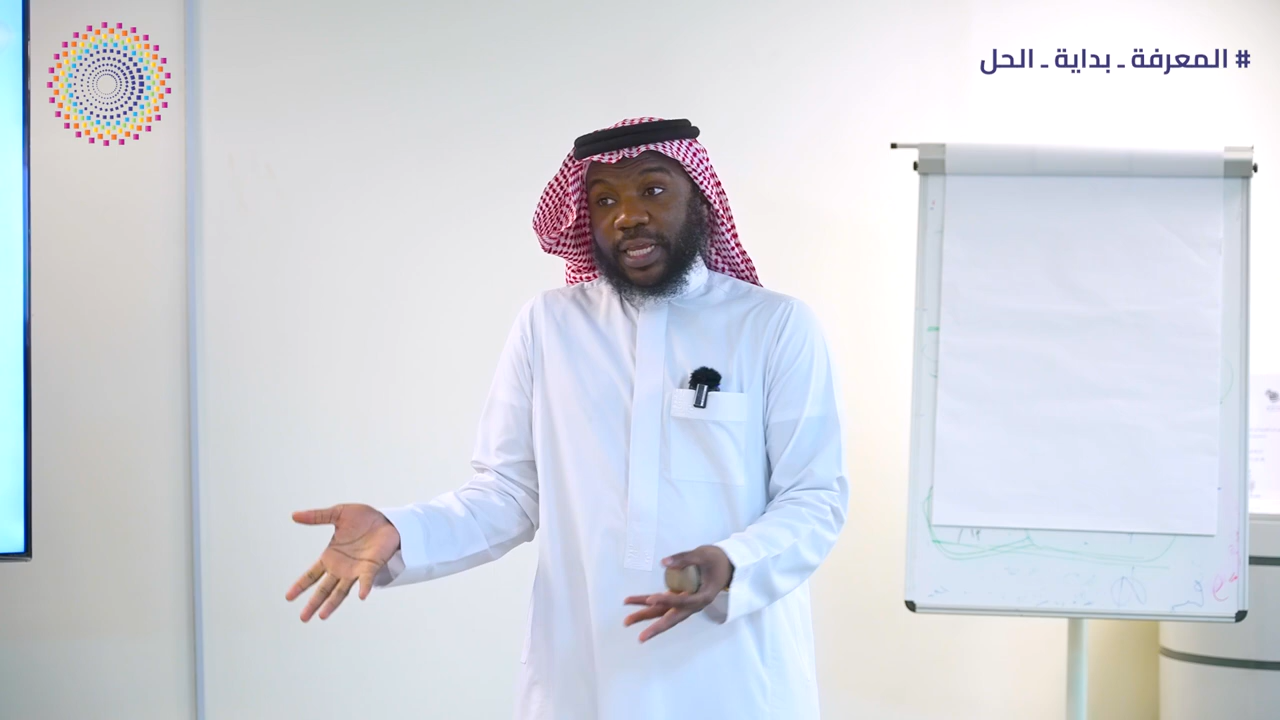 # المعرفة ـ بداية ـ الحل